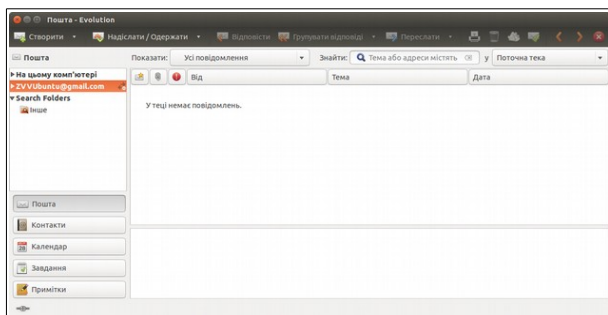 Пошта - Evolution
Створити Надіслати / Одержати Відповісти Групувати відповіді Переслати
Пошта Показати: Усі повідомлення Знайти: Тема або адреси містять у Поточна тека
На цьому комп'ютері
Від Тема Дата
ZVVUbuntu@gmail.com
Search Folders
Інше
У теці немає повідомлень.
Пошта
Контакти
Календар
Завдання
Примітки